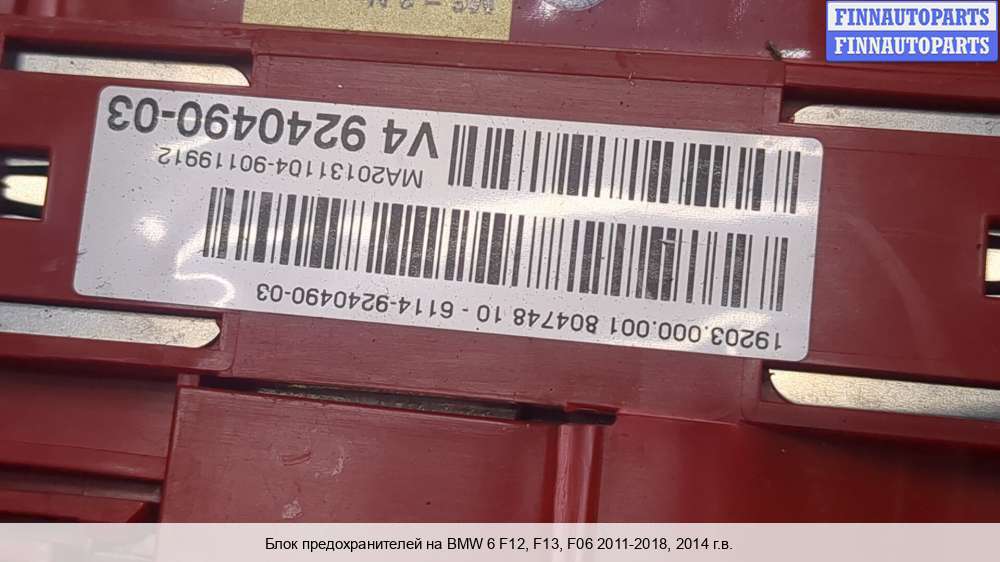 FINNAUTOPARTS
FINNAUTOPARTS
19203.000.001 804748 10 - 6114-9240490-03
MA20131104-90119912
V4 9240490-03
Блок предохранителей на BMW 6 F12, F13, F06 2011-2018, 2014 г.в.